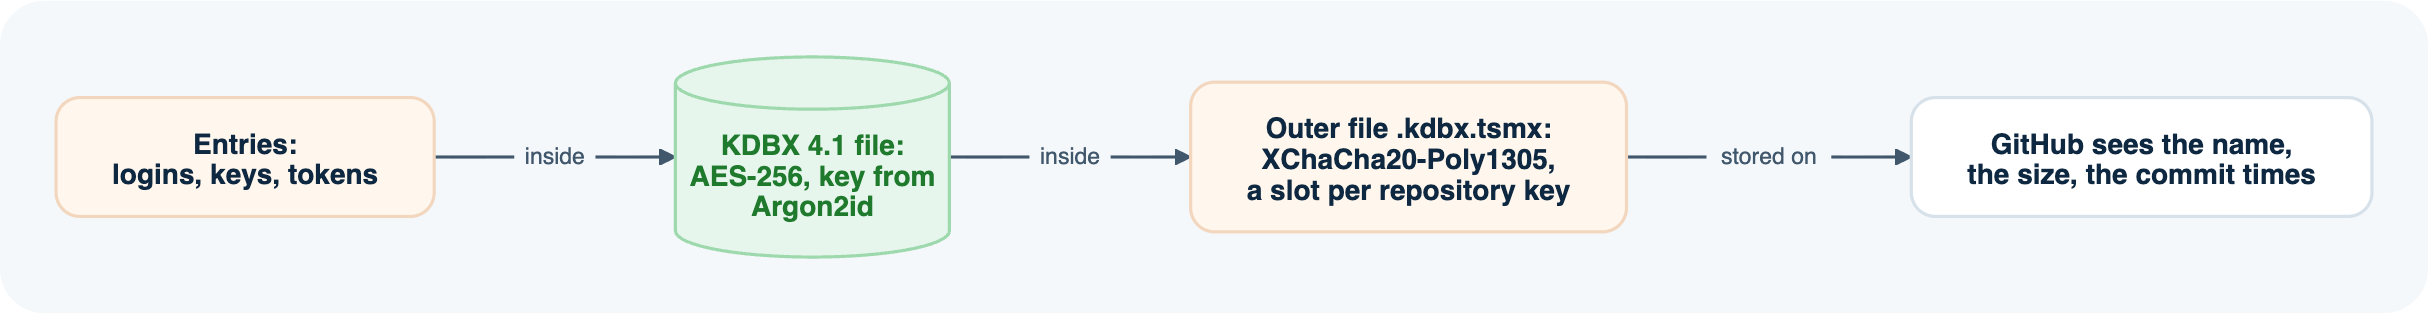 Entries:
logins, keys, tokens
inside
KDBX 4.1 file:
AES-256, key from
Argon2id
inside
Outer file .kdbx.tsmx:
XChaCha20-Poly1305,
a slot per repository key
stored on
GitHub sees the name,
the size, the commit times